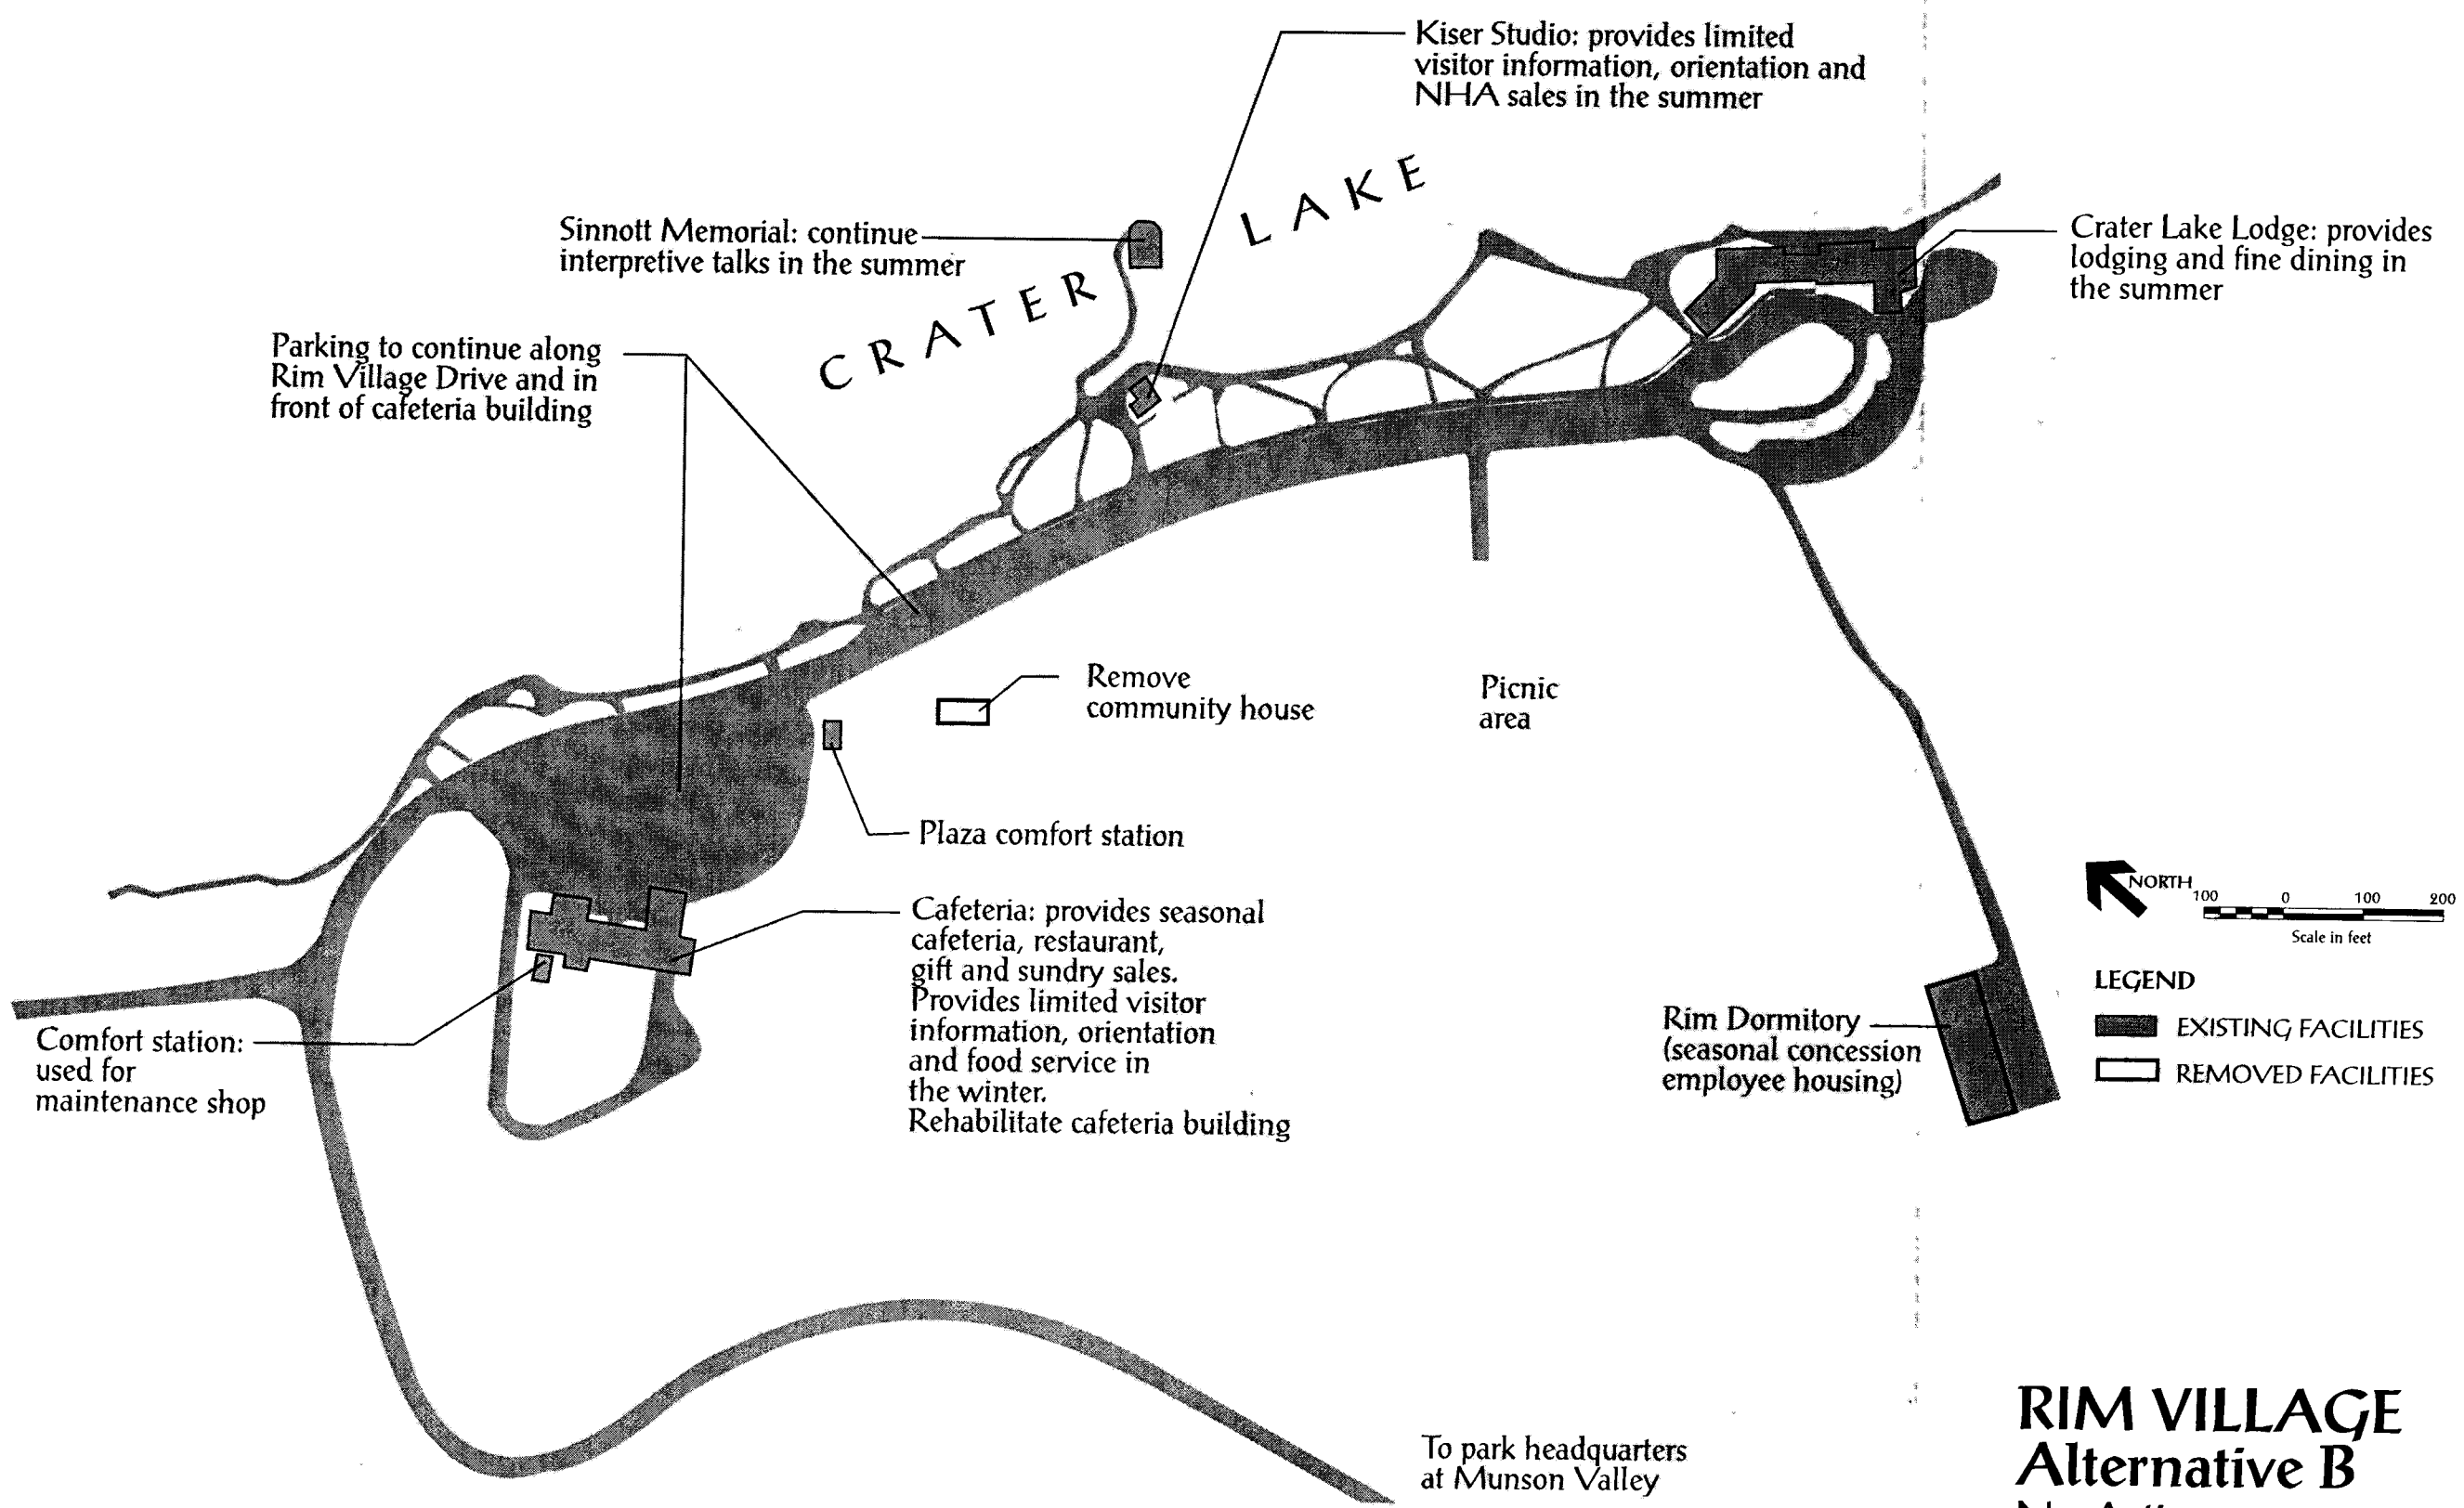 Kiser Studio: provides limited
visitor information, orientation and
NHA sales in the summer
CRATER LAKE
Sinnott Memorial: continue
interpretive talks in the summer
Crater Lake Lodge: provides
lodging and fine dining in
the summer
Parking to continue along
Rim Village Drive and in
front of cafeteria building
Remove
community house
Picnic
area
Plaza comfort station
Cafeteria: provides seasonal
cafeteria, restaurant,
gift and sundry sales.
Provides limited visitor
information, orientation
and food service in
the winter.
Rehabilitate cafeteria building
Comfort station:
used for
maintenance shop
Rim Dormitory
(seasonal concession
employee housing)
NORTH
100 0 100 200
Scale in feet
LEGEND
EXISTING FACILITIES
REMOVED FACILITIES
To park headquarters
at Munson Valley
RIM VILLAGE
Alternative B